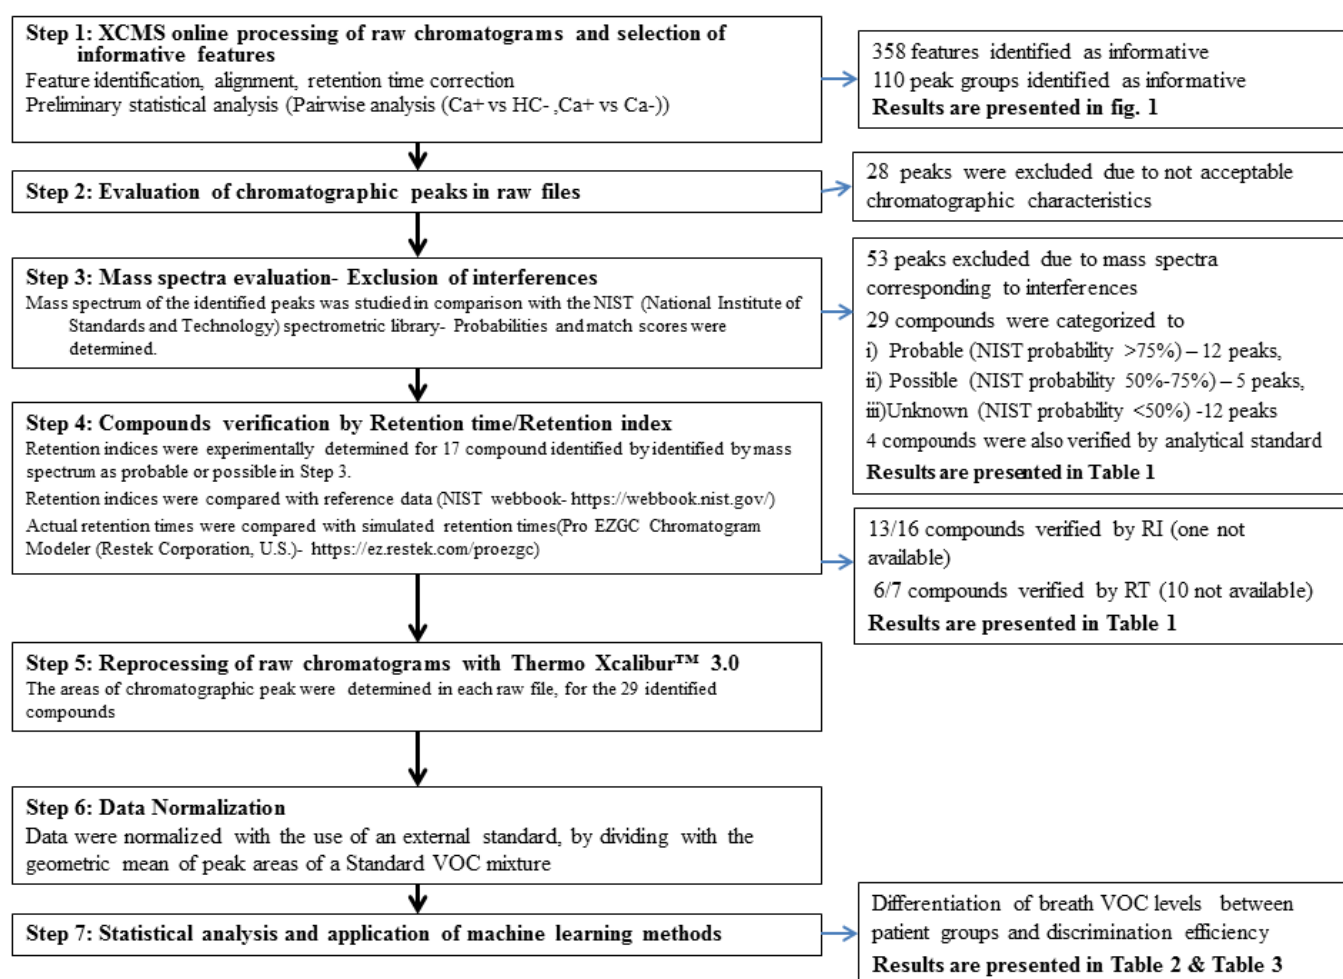 Step 1: XCMS online processing of raw chromatograms and selection of
informative features
Feature identification, alignment, retention time correction
Preliminary statistical analysis (Pairwise analysis (Ca+ vs HC- ,Ca+ vs Ca-))
358 features identified as informative
110 peak groups identified as informative
Results are presented in fig. 1
Step 2: Evaluation of chromatographic peaks in raw files
28 peaks were excluded due to not acceptable
chromatographic characteristics
Step 3: Mass spectra evaluation- Exclusion of interferences
Mass spectrum of the identified peaks was studied in comparison with the NIST (National Institute of
Standards and Technology) spectrometric library- Probabilities and match scores were
determined.
53 peaks excluded due to mass spectra
corresponding to interferences
29 compounds were categorized to
i) Probable (NIST probability >75%) – 12 peaks,
ii) Possible (NIST probability 50%-75%) – 5 peaks,
iii)Unknown (NIST probability <50%) -12 peaks
4 compounds were also verified by analytical standard
Results are presented in Table 1
Step 4: Compounds verification by Retention time/Retention index
Retention indices were experimentally determined for 17 compound identified by identified by mass
spectrum as probable or possible in Step 3.
Retention indices were compared with reference data (NIST webbook- https://webbook.nist.gov/)
Actual retention times were compared with simulated retention times(Pro EZGC Chromatogram
Modeler (Restek Corporation, U.S.)- https://ez.restek.com/proezgc)
13/16 compounds verified by RI (one not
available)
6/7 compounds verified by RT (10 not available)
Results are presented in Table 1
Step 5: Reprocessing of raw chromatograms with Thermo Xcalibur™ 3.0
The areas of chromatographic peak were determined in each raw file, for the 29 identified
compounds
Step 6: Data Normalization
Data were normalized with the use of an external standard, by dividing with the
geometric mean of peak areas of a Standard VOC mixture
Step 7: Statistical analysis and application of machine learning methods
Differentiation of breath VOC levels between
patient groups and discrimination efficiency
Results are presented in Table 2 & Table 3